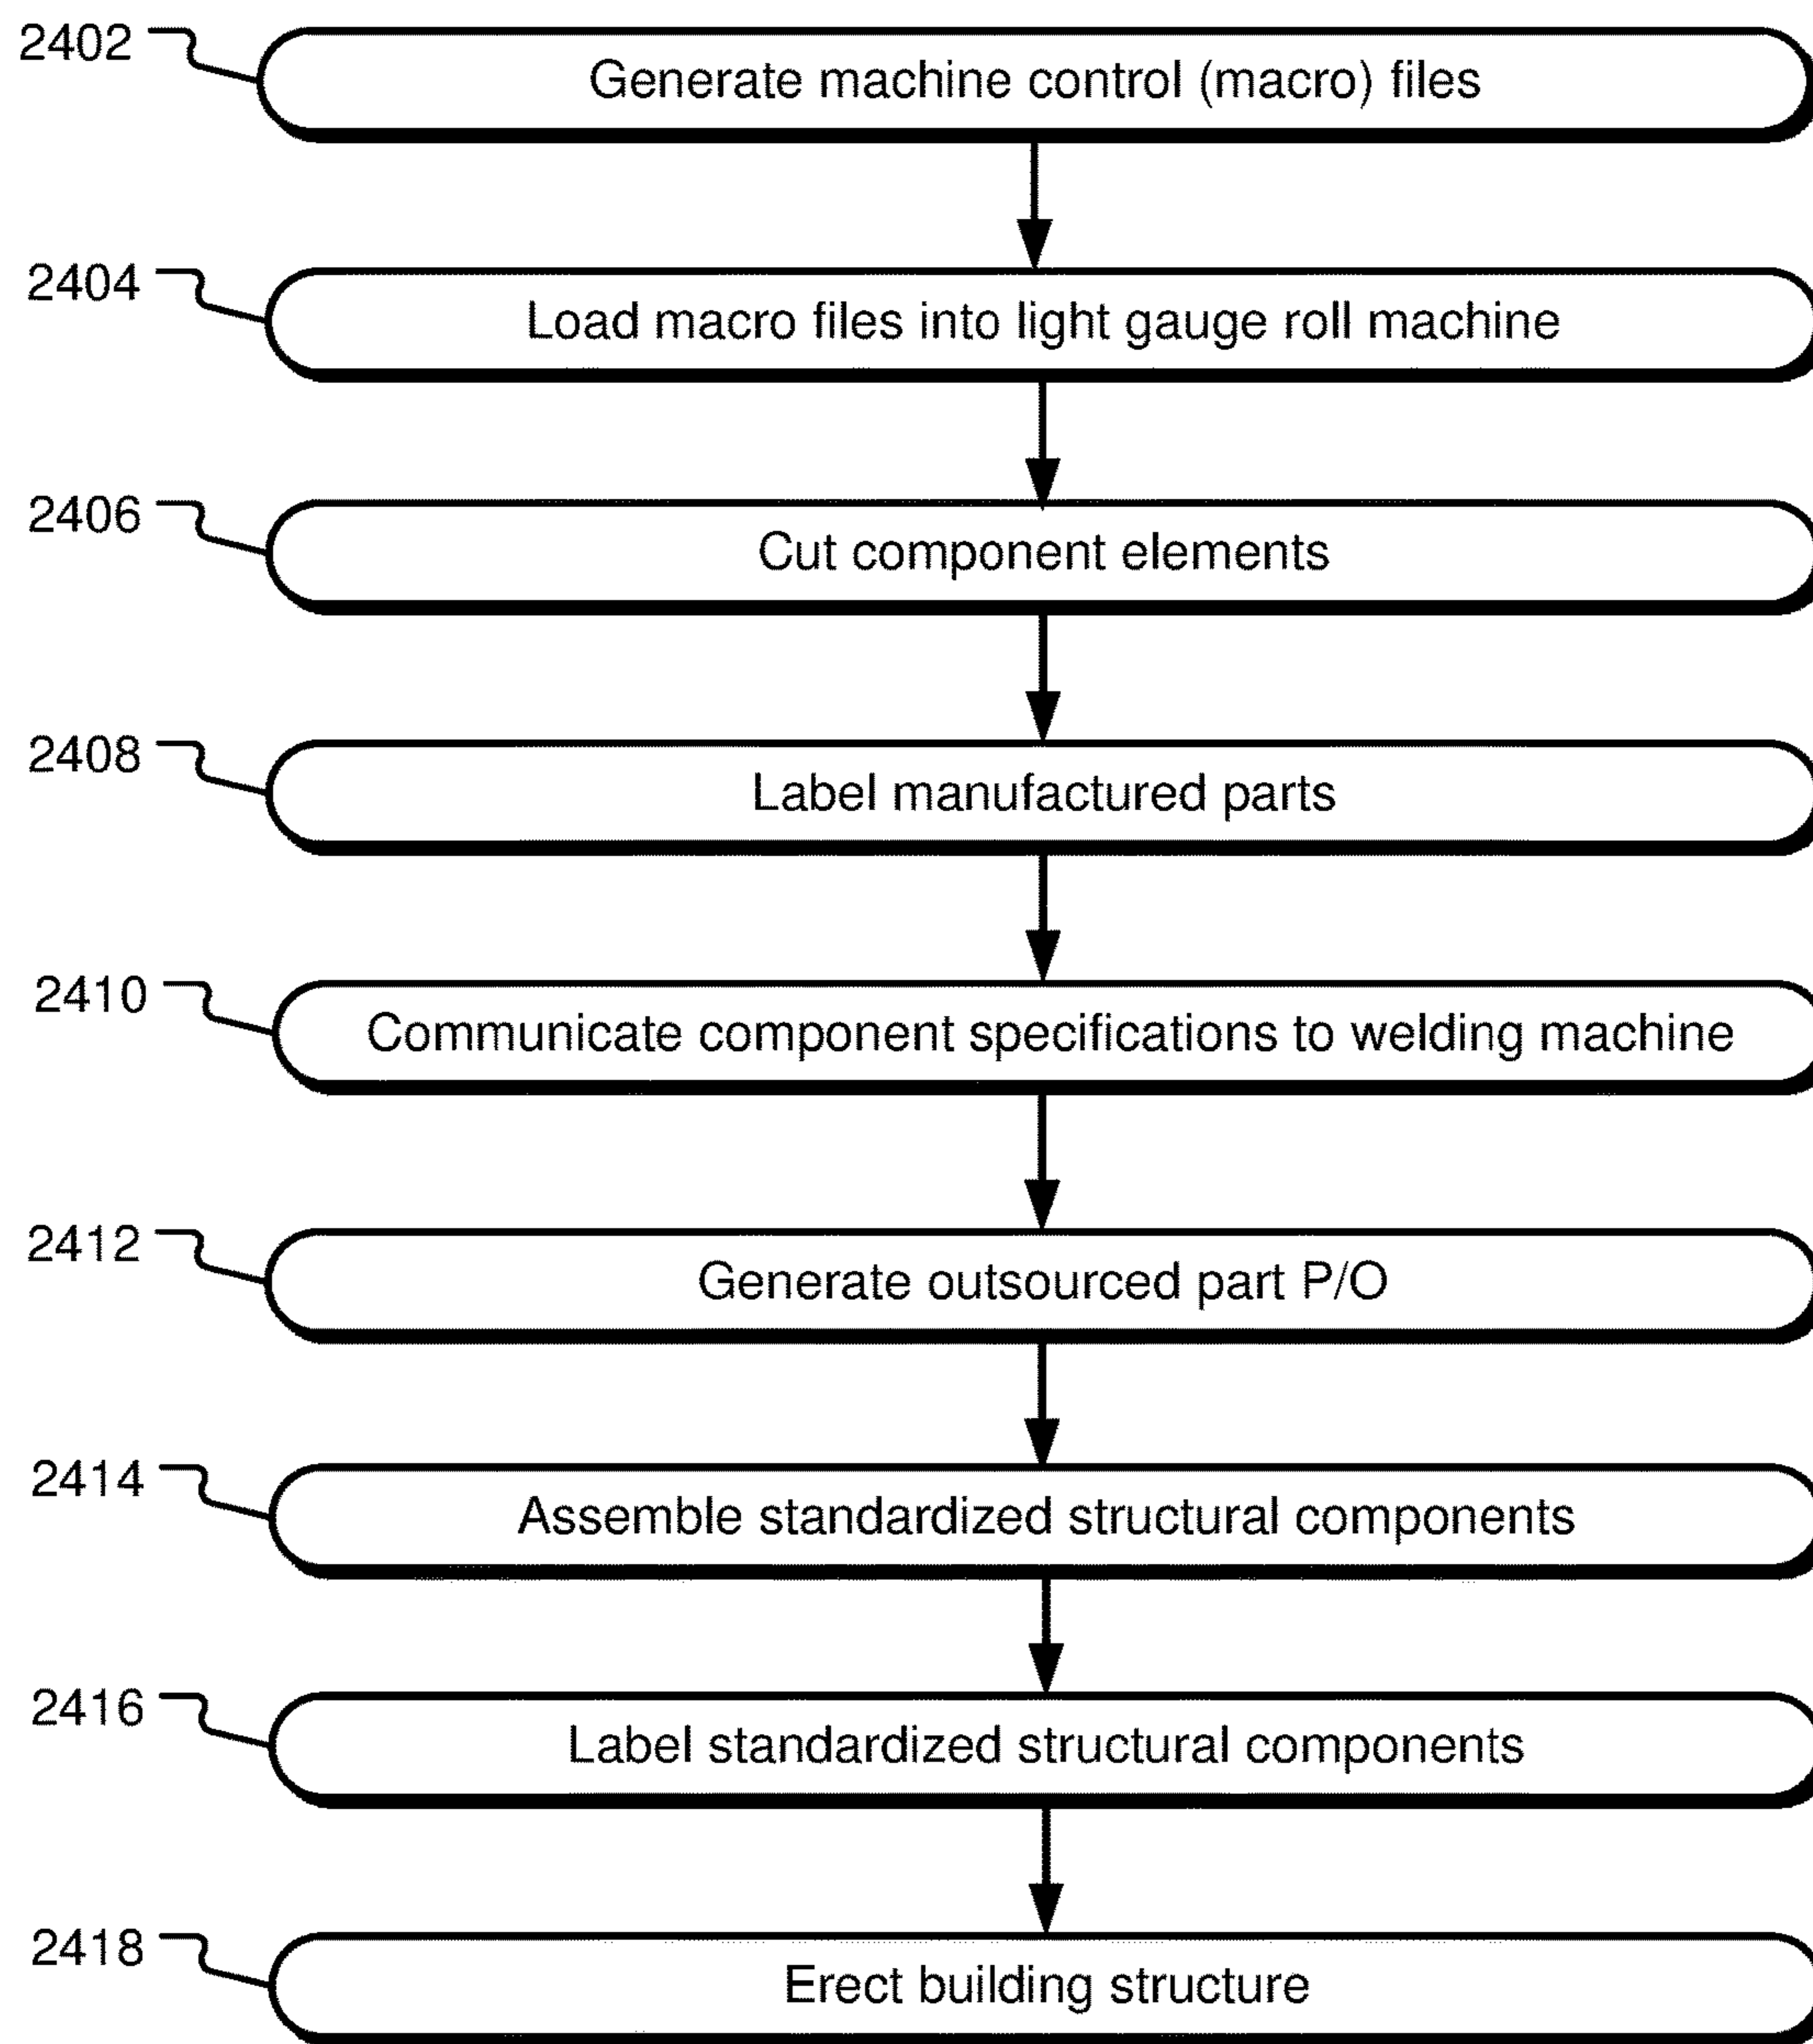 2402
Generate machine control (macro) files
2404
Load macro files into light gauge roll machine
2406
Cut component elements
2408
Label manufactured parts
2410
Communicate component specifications to welding machine
2412
Generate outsourced part P/O
2414
Assemble standardized structural components
2416
Label standardized structural components
2418
Erect building structure